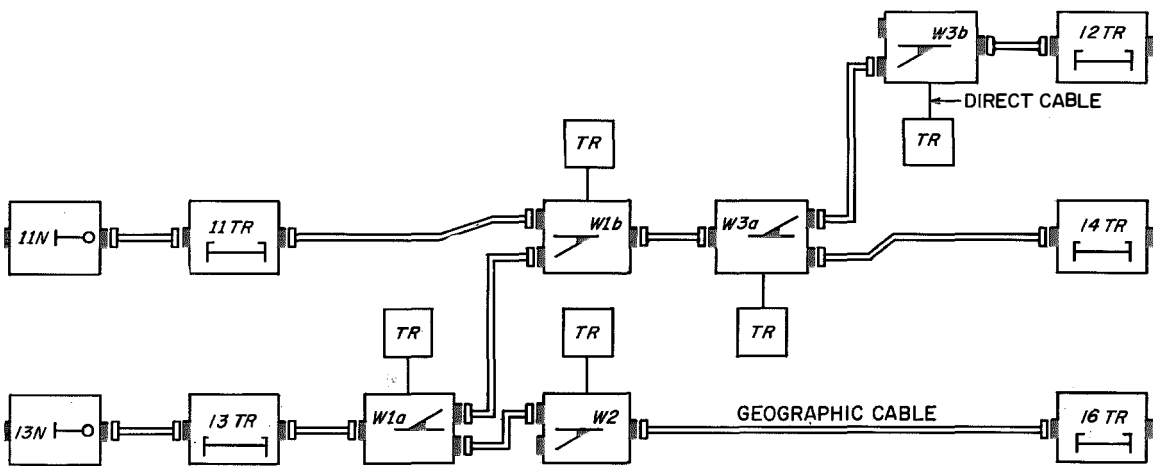 W3b
12 TR
DIRECT CABLE
TR
TR
11N
11 TR
W1b
W3a
14 TR
TR
TR
TR
13N
13 TR
W1a
W2
GEOGRAPHIC CABLE
16 TR